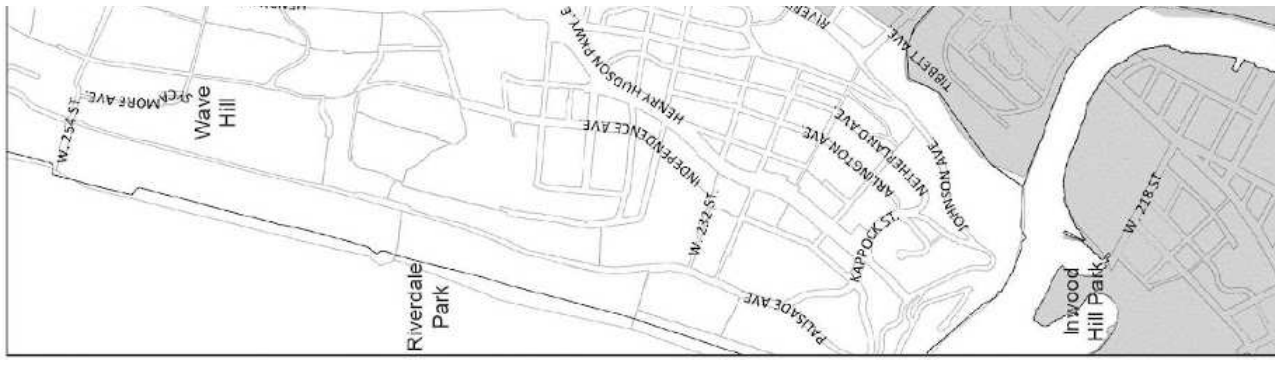 W. 254 ST.
SYCKMORE AVE.
Wave
Hill
Riverdale
Park
INDEPENDENCE AVE
HENRY HUDSON PKWY. E
W. 232 ST.
PALISADE AVE
KAPPOCK ST.
ARLINGTON AVE.
NETHERLAND AVE.
JOHNSON AVE.
TIBBETT AVE
W. 218 ST.
Inwood
Hill Park